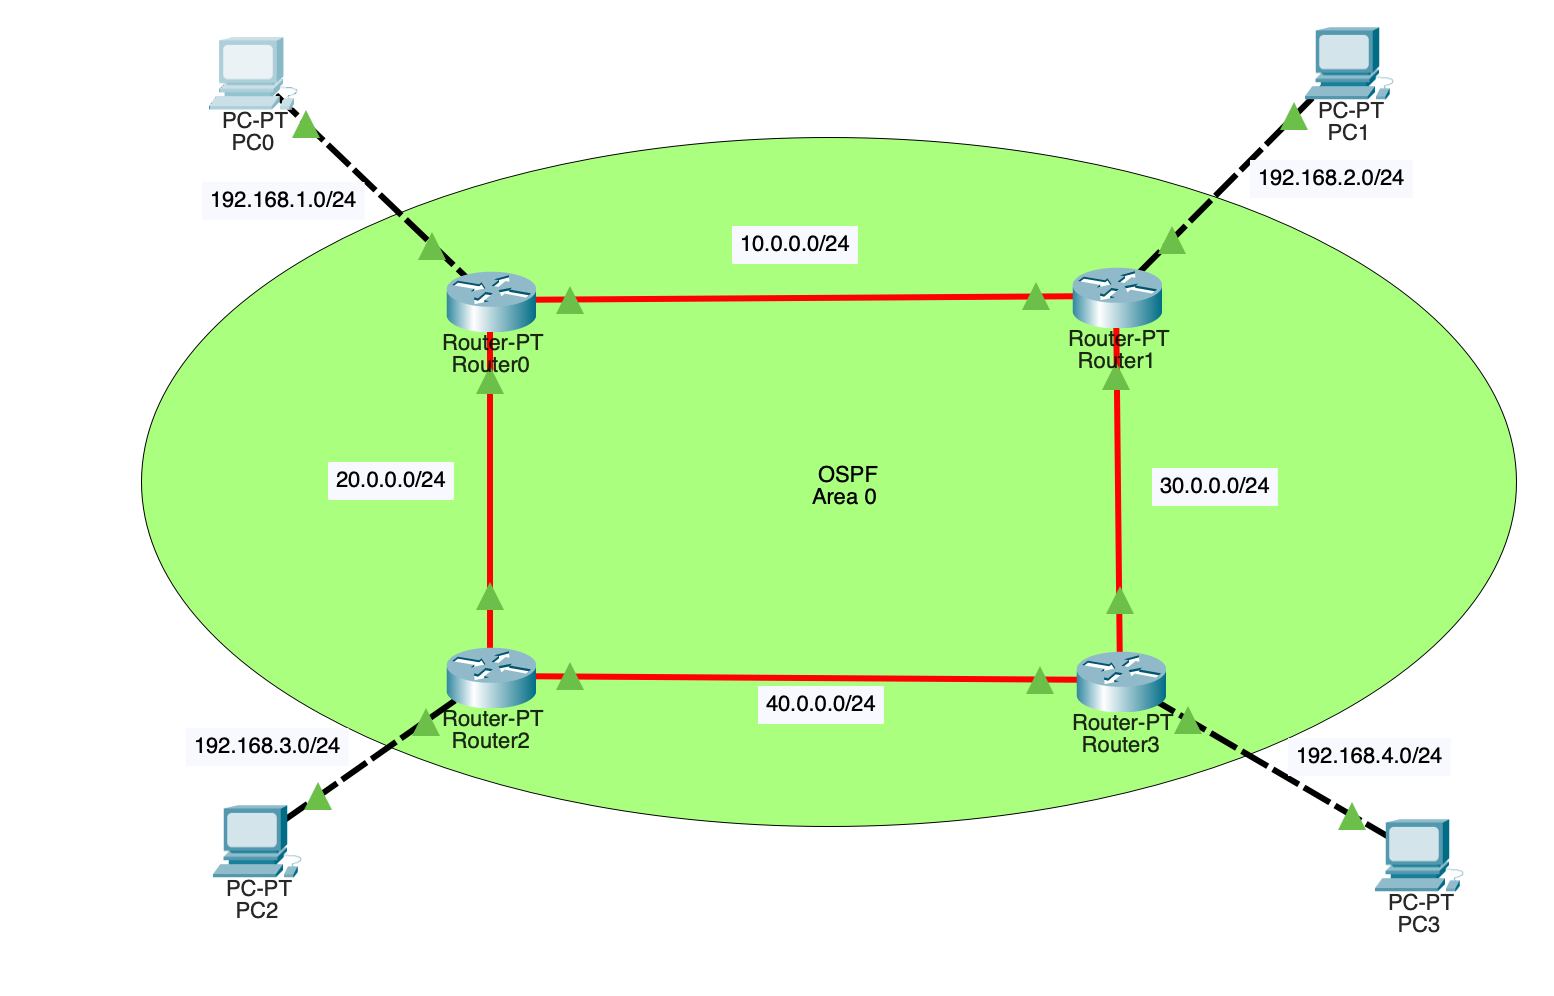 PC-PT
PC0
PC-PT
PC1
192.168.1.0/24
192.168.2.0/24
10.0.0.0/24
Router-PT
Router0
Router-PT
Router1
20.0.0.0/24
OSPF
Area 0
30.0.0.0/24
Router-PT
Router2
40.0.0.0/24
Router-PT
Router3
192.168.3.0/24
192.168.4.0/24
PC-PT
PC2
PC-PT
PC3